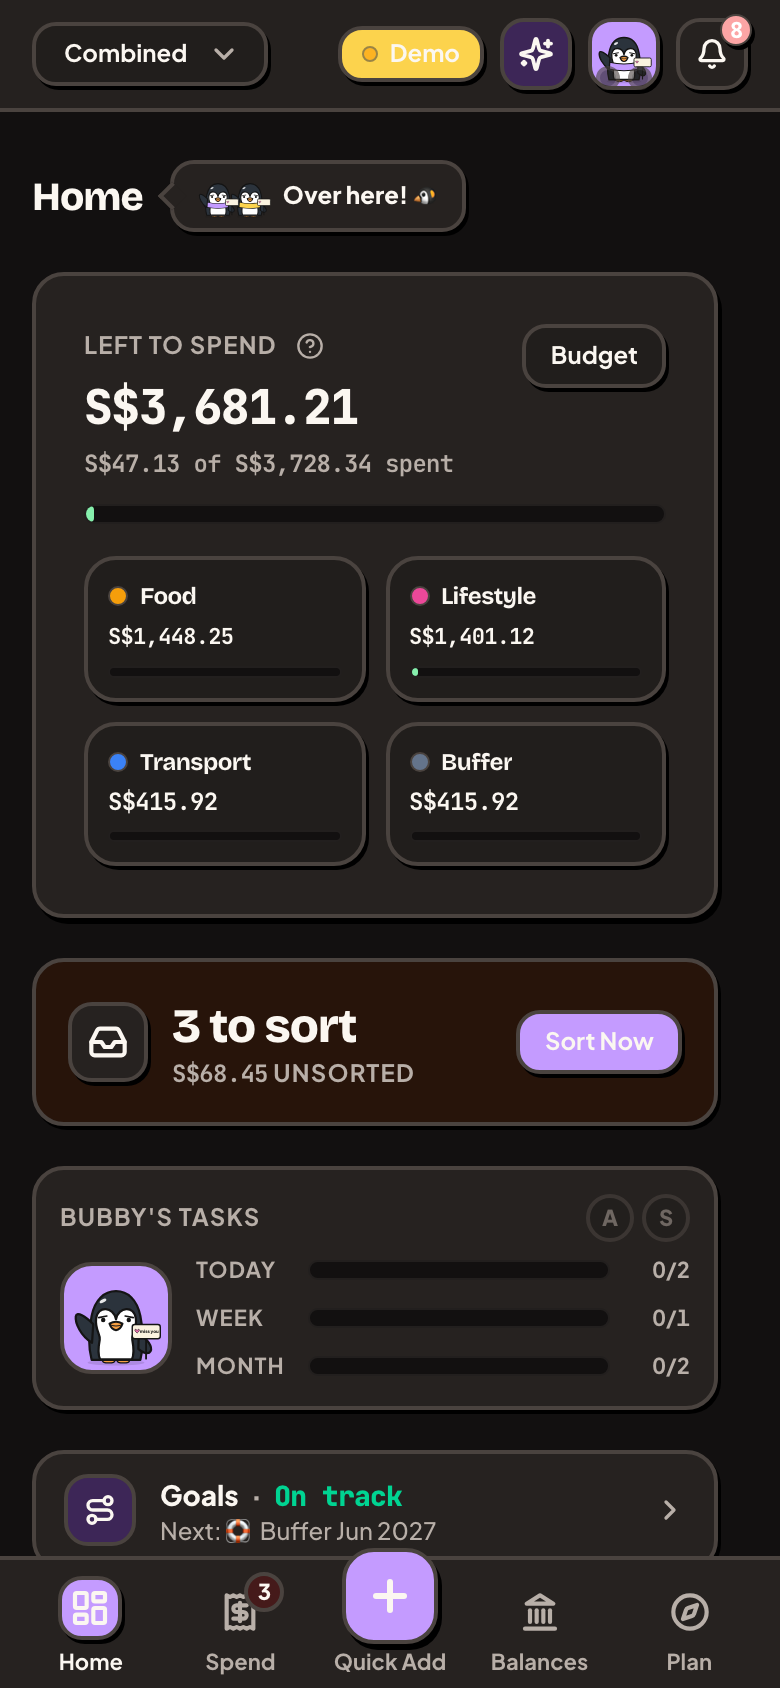 Combined
Demo
8
Home
Over here!
LEFT TO SPEND
Budget
S$3,681.21
S$47.13 of S$3,728.34 spent
Food
S$1,448.25
Lifestyle
S$1,401.12
Transport
S$415.92
Buffer
S$415.92
3 to sort
S$68.45 UNSORTED
Sort Now
BUBBY'S TASKS
A
S
TODAY
0/2
WEEK
0/1
MONTH
0/2
miss you
Goals · On track
Next: Buffer Jun 2027
3
Home
Spend
Quick Add
Balances
Plan